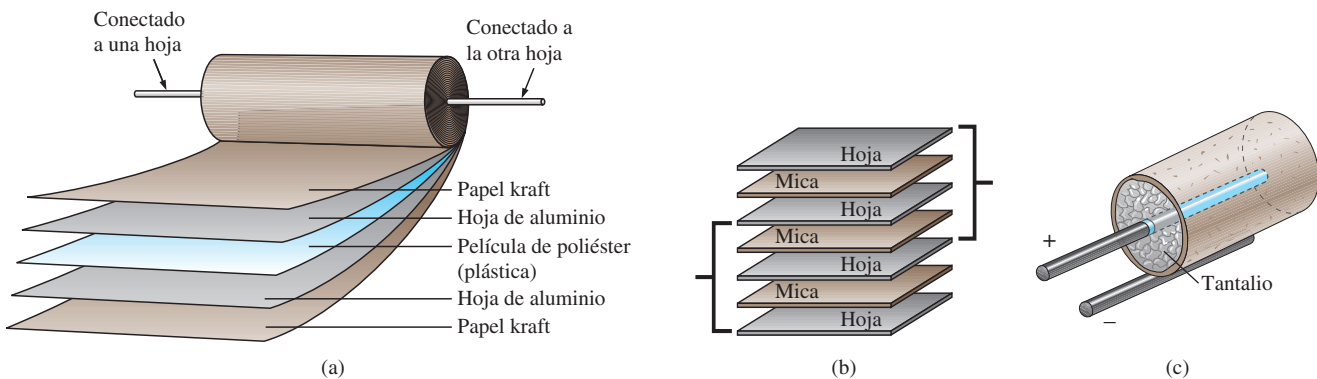 Conectado
a una hoja
Conectado a
la otra hoja
Papel kraft
Hoja de aluminio
Película de poliéster
(plástica)
Hoja de aluminio
Papel kraft
(a)
Hoja
Mica
Hoja
Mica
Hoja
Mica
Hoja
(b)
+
–
Tantalio
(c)